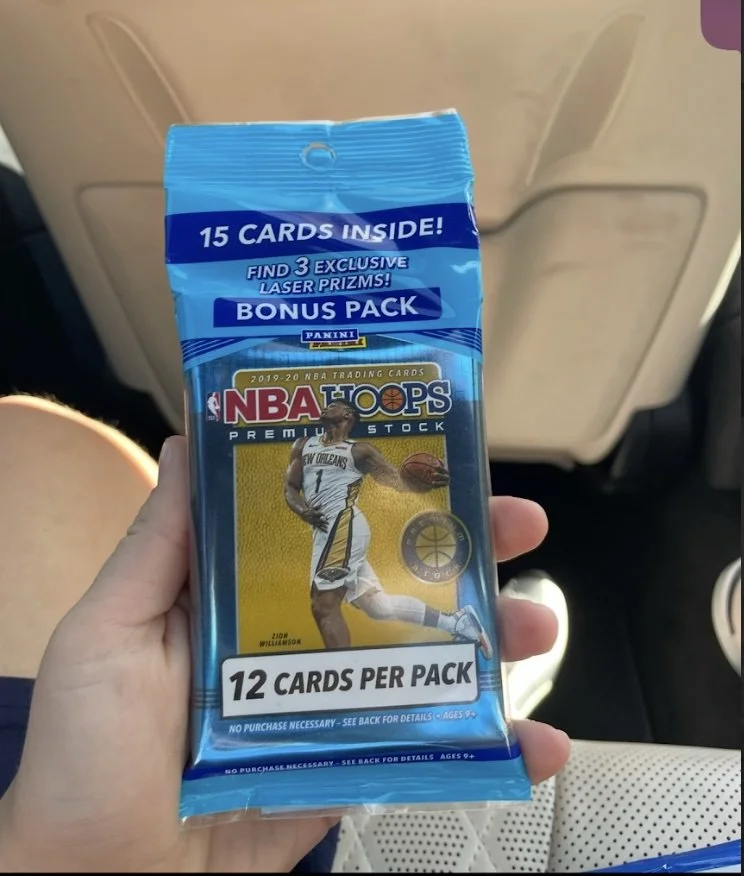 15 CARDS INSIDE!
FIND 3 EXCLUSIVE
LASER PRIZMS!
BONUS PACK
PANINI
2019-20 NBA TRADING CARDS
NBA HOOPS
PREMIU STOCK
NEW ORLEANS
1
PREMIUM
STOCK
ZION
WILLIAMSON
12 CARDS PER PACK
NO PURCHASE NECESSARY - SEE BACK FOR DETAILS • AGES 9+
NO PURCHASE NECESSARY - SEE BACK FOR DETAILS AGES 9+